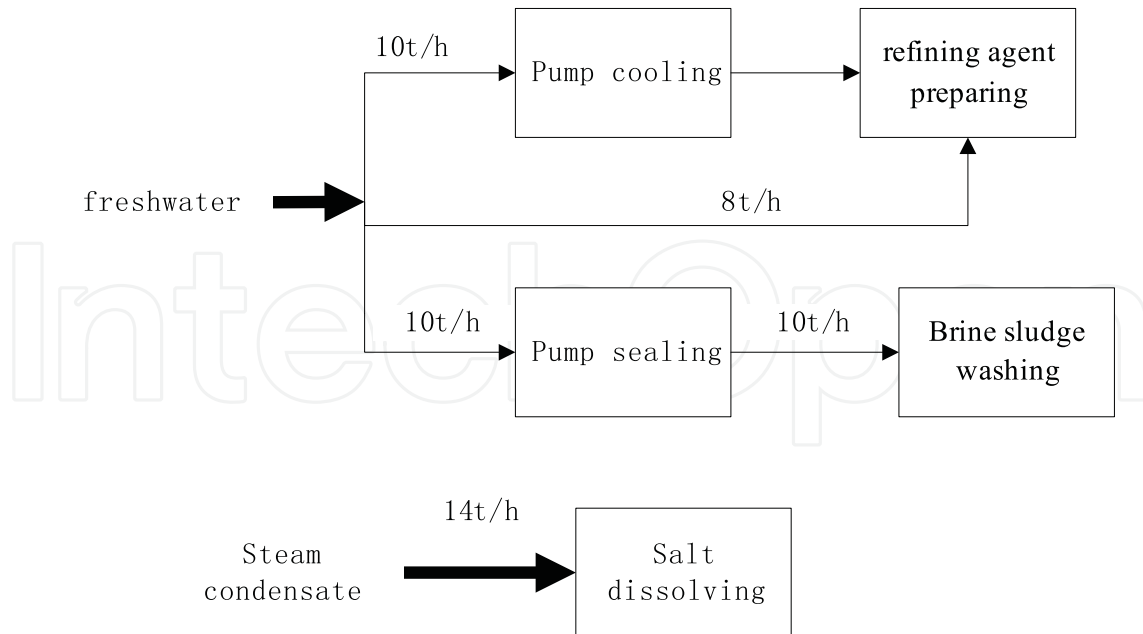 10t/h
Pump cooling
refining agent
preparing
freshwater
8t/h
10t/h
Pump sealing
10t/h
Brine sludge
washing
14t/h
Steam
condensate
Salt
dissolving
IntechOpen